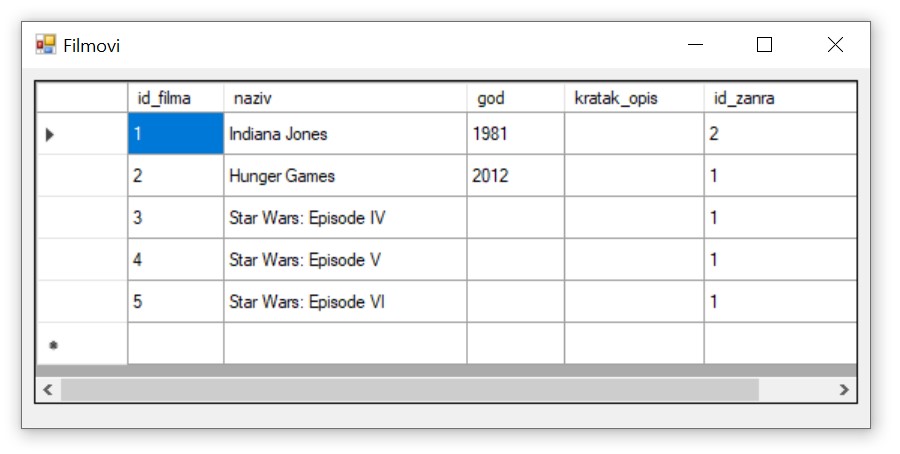 Filmovi
id_filma naziv god kratak_opis id_zanra
1 Indiana Jones 1981 2
2 Hunger Games 2012 1
3 Star Wars: Episode IV 1
4 Star Wars: Episode V 1
5 Star Wars: Episode VI 1